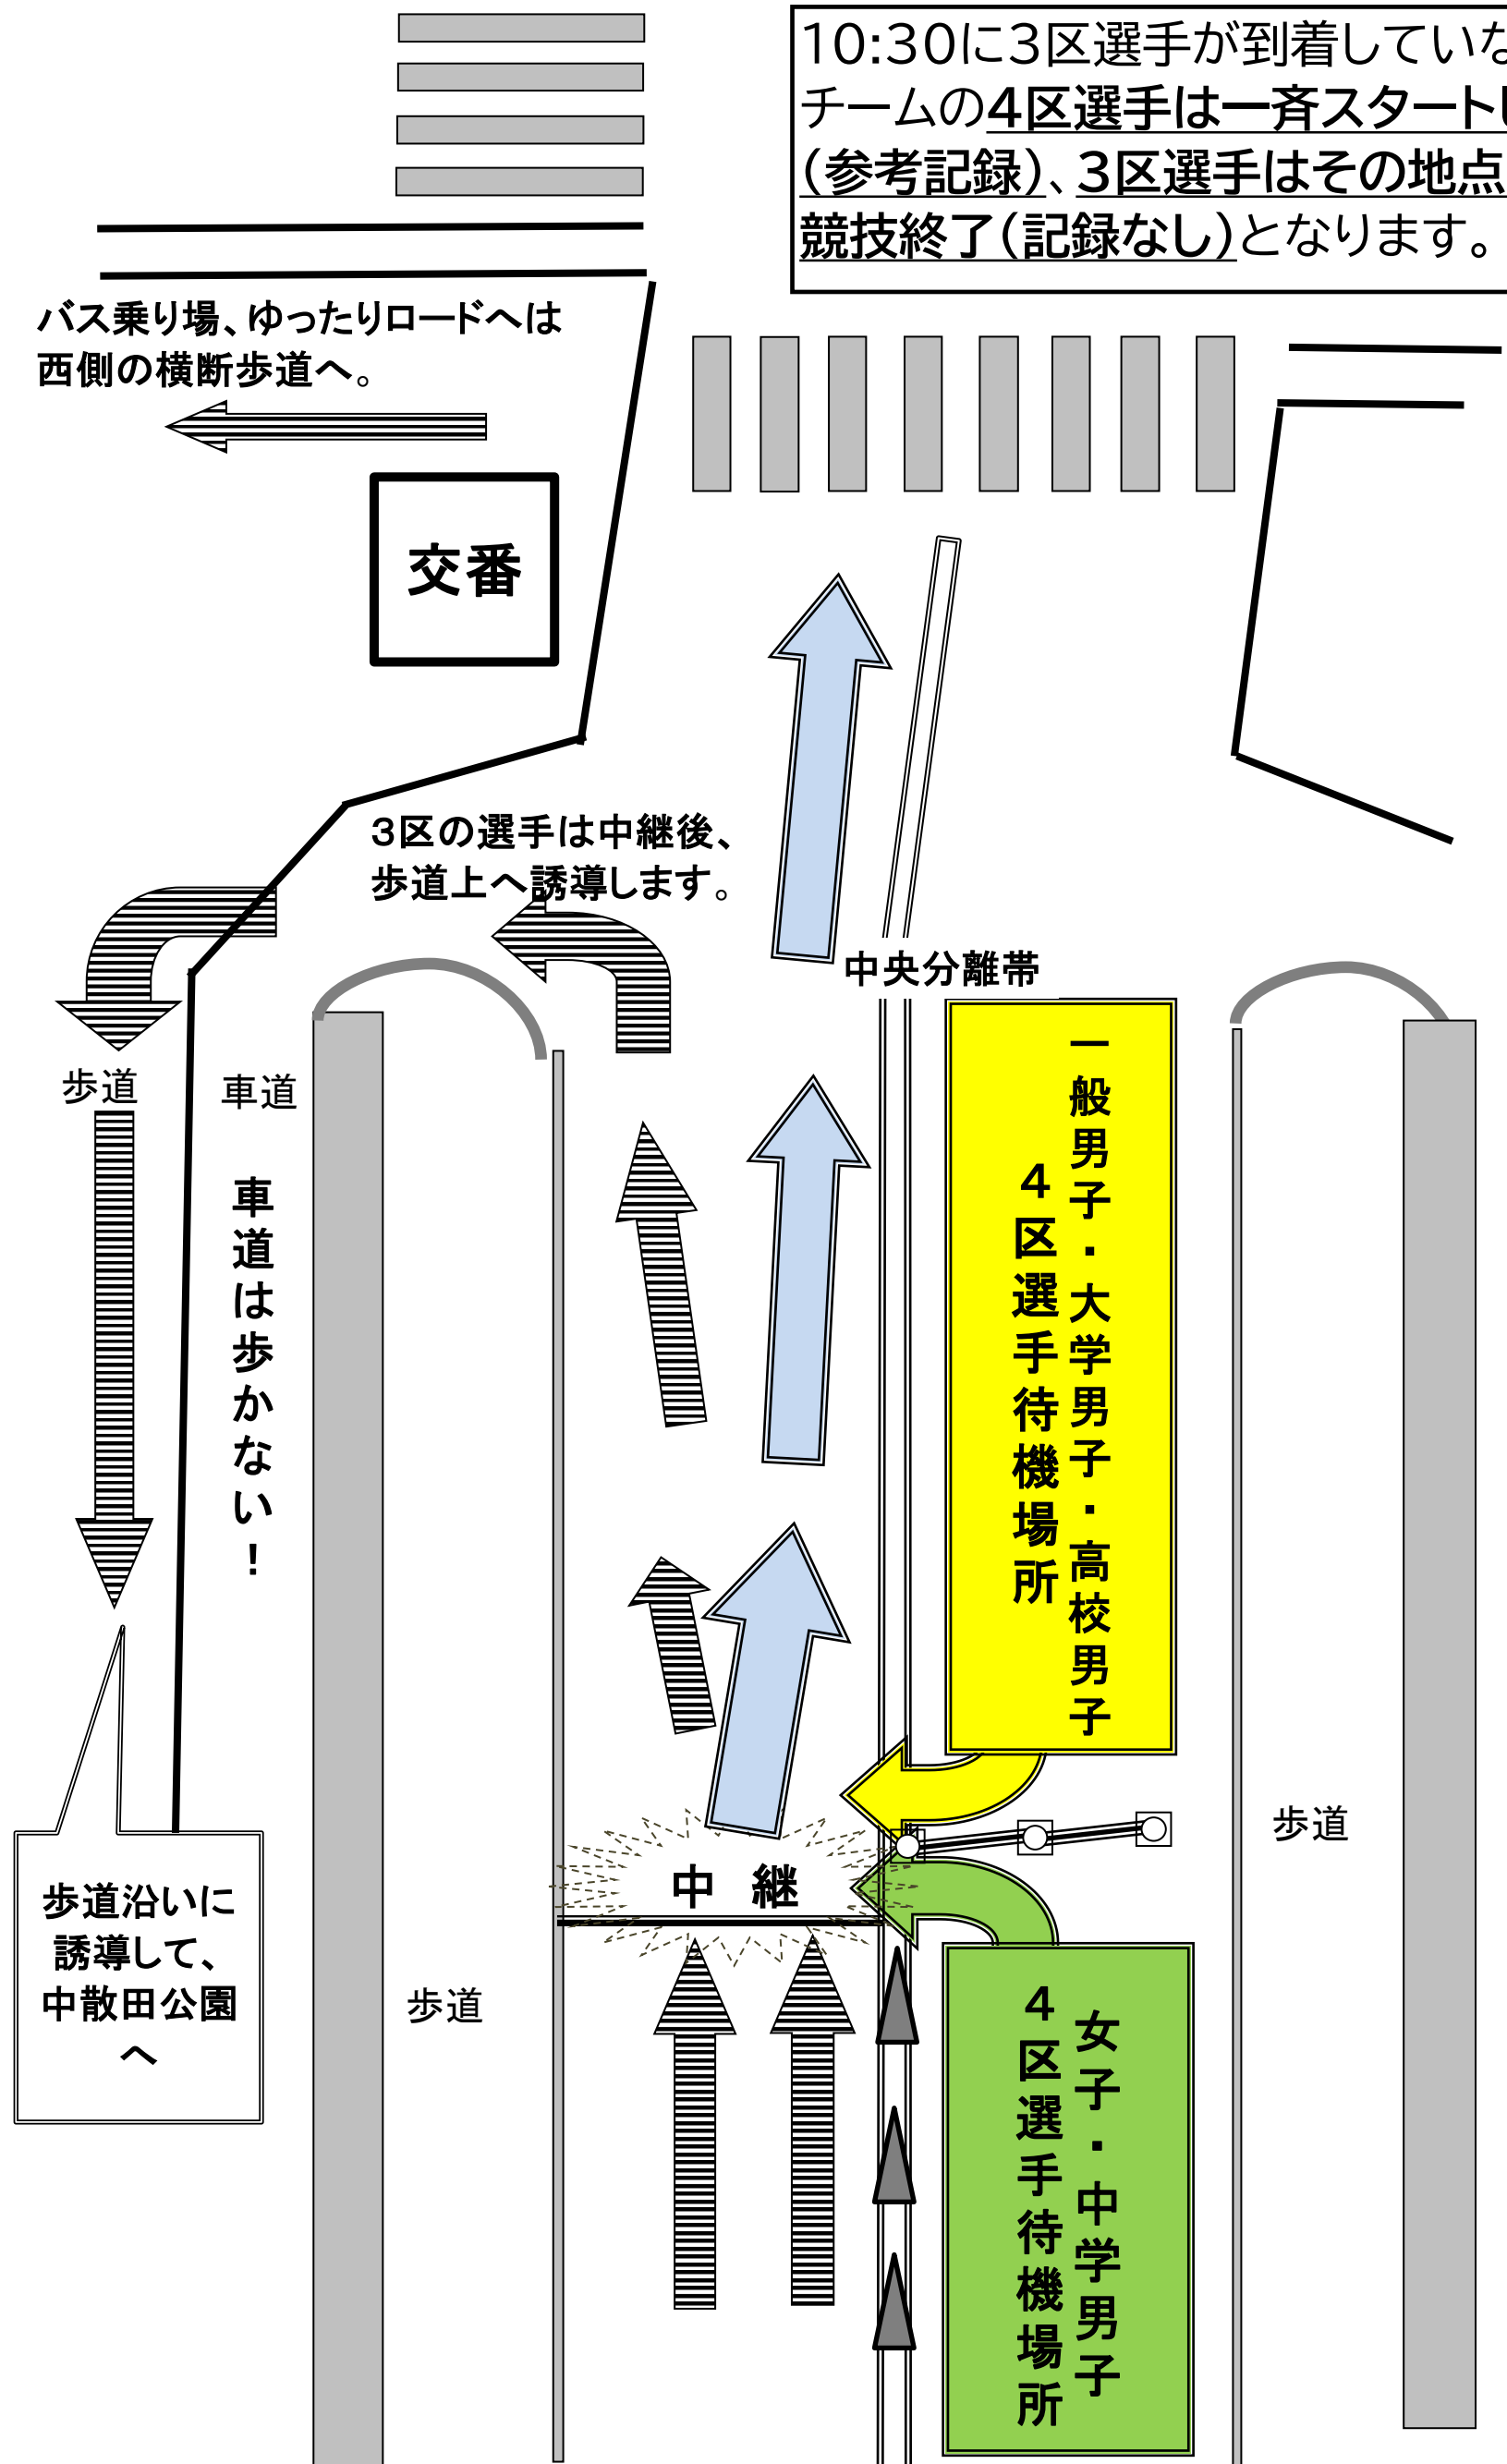 10:30に3区選手が到着していな
チームの4区選手は一斉スタート
(参考記録)、3区選手はその地点
競技終了(記録なし)となります。
バス乗り場、ゆったりロードへは
西側の横断歩道へ。
交番
3区の選手は中継後、
歩道上へ誘導します。
中央分離帯
歩道
車道
車道は歩かない!
一般男子・大学男子・高校男子
4区選手待機場所
歩道
中 継
歩道沿いに
誘導して、
中散田公園
へ
歩道
女子・中学男子
4区選手待機場所